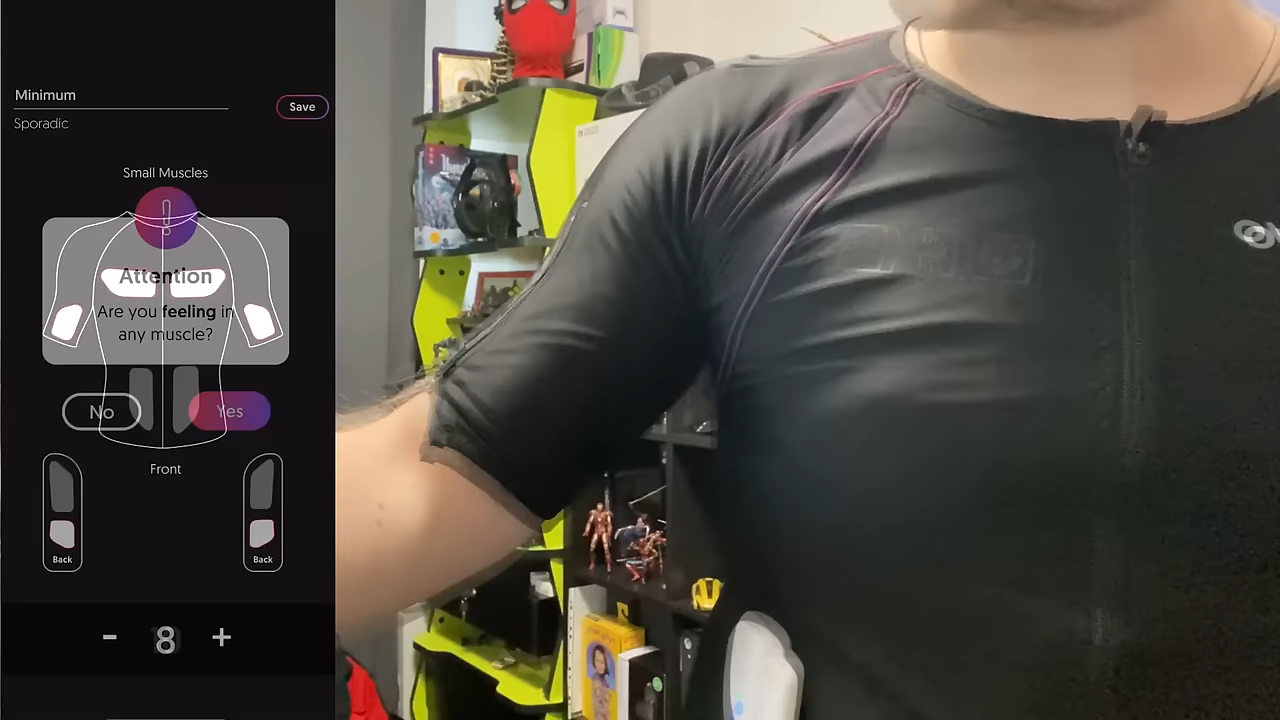 Minimum
Save
Sporadic
Small Muscles
Attention
Are you feeling in
any muscle?
No
Yes
Front
Back
Back
- 8 +